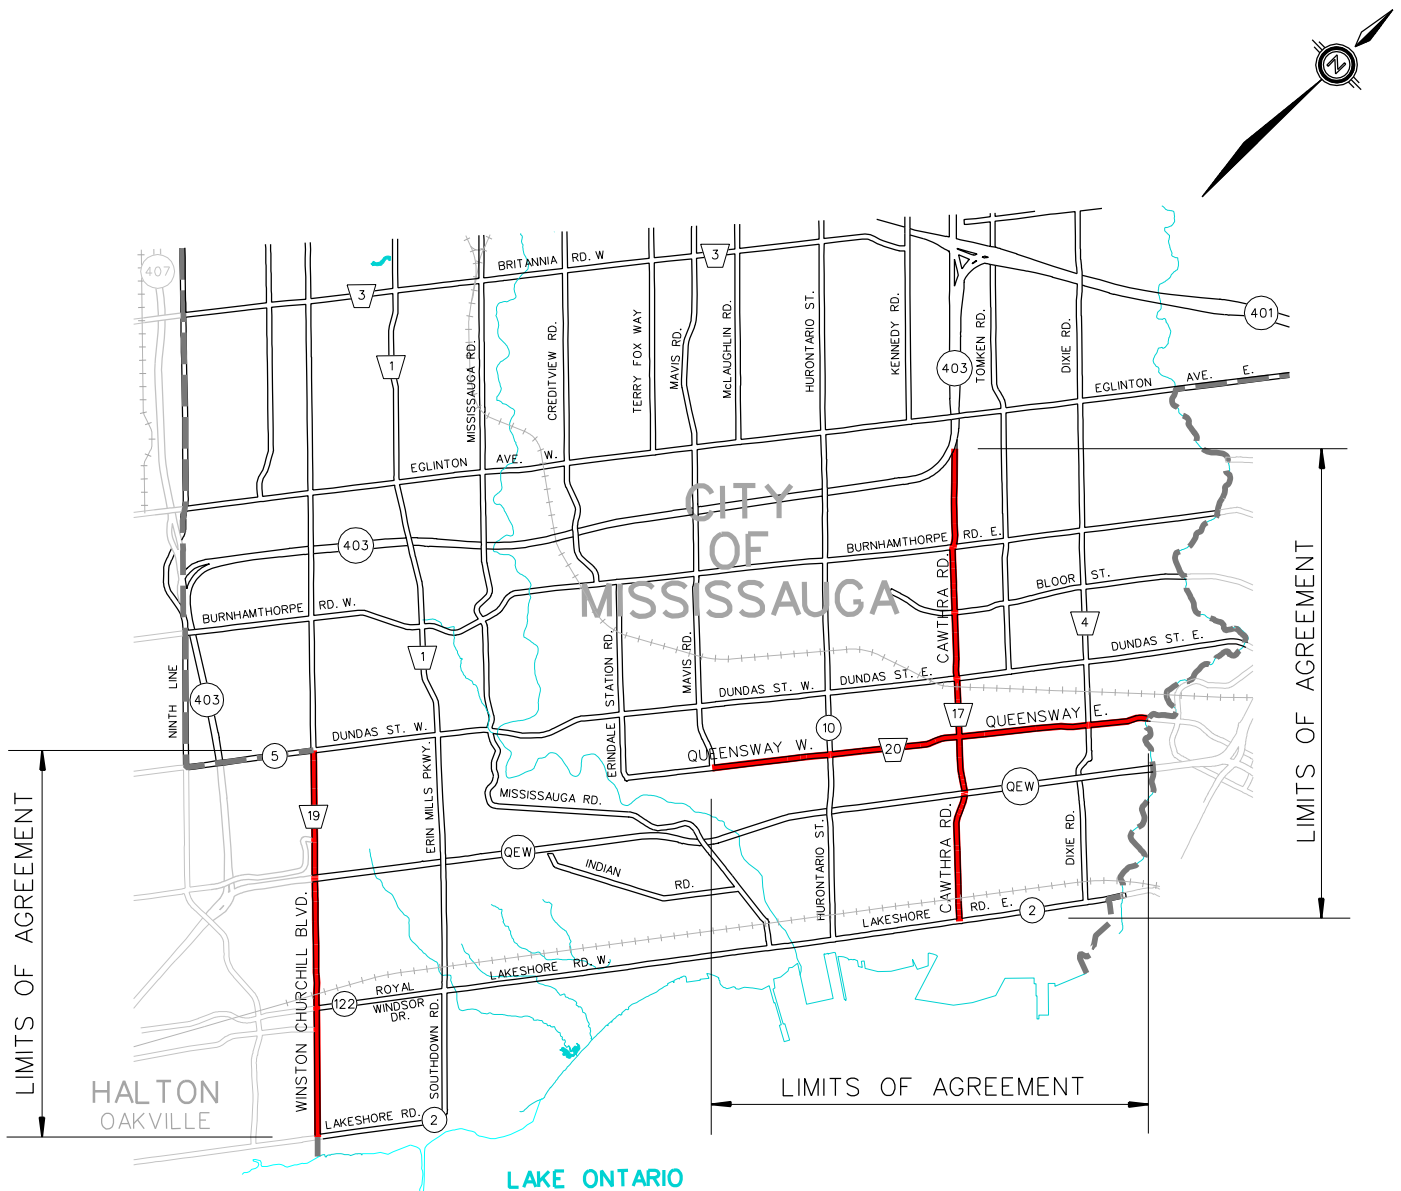 N
407
BRITANNIA RD. W
3
3
401
1
MISSISSAUGA RD.
CREDITVIEW RD.
TERRY FOX WAY
MAVIS RD.
McLAUGHLIN RD.
HURONTARIO ST.
KENNEDY RD.
403
TOMKEN RD.
DIXIE RD.
EGLINTON AVE. E.
EGLINTON AVE. W.
CITY
OF
MISSISSAUGA
403
BURNHAMTHORPE RD. E.
BLOOR ST.
BURNHAMTHORPE RD. W.
4
CAWTHRA RD.
DUNDAS ST. E.
LIMITS OF AGREEMENT
NINTH LINE
403
1
ERINDALE STATION RD.
MAVIS RD.
DUNDAS ST. W.
DUNDAS ST. E.
17
QUEENSWAY E.
DUNDAS ST. W.
10
5
QUEENSWAY W.
20
ERIN MILLS PKWY.
MISSISSAUGA RD.
QEW
19
LIMITS OF AGREEMENT
QEW
INDIAN RD.
HURONTARIO ST.
CAWTHRA RD.
DIXIE RD.
LAKESHORE RD. E.
2
WINSTON CHURCHILL BLVD.
LAKESHORE RD. W.
ROYAL
WINDSOR
DR.
122
SOUTHDOWN RD.
LIMITS OF AGREEMENT
HALTON
OAKVILLE
LAKESHORE RD.
2
LAKE ONTARIO